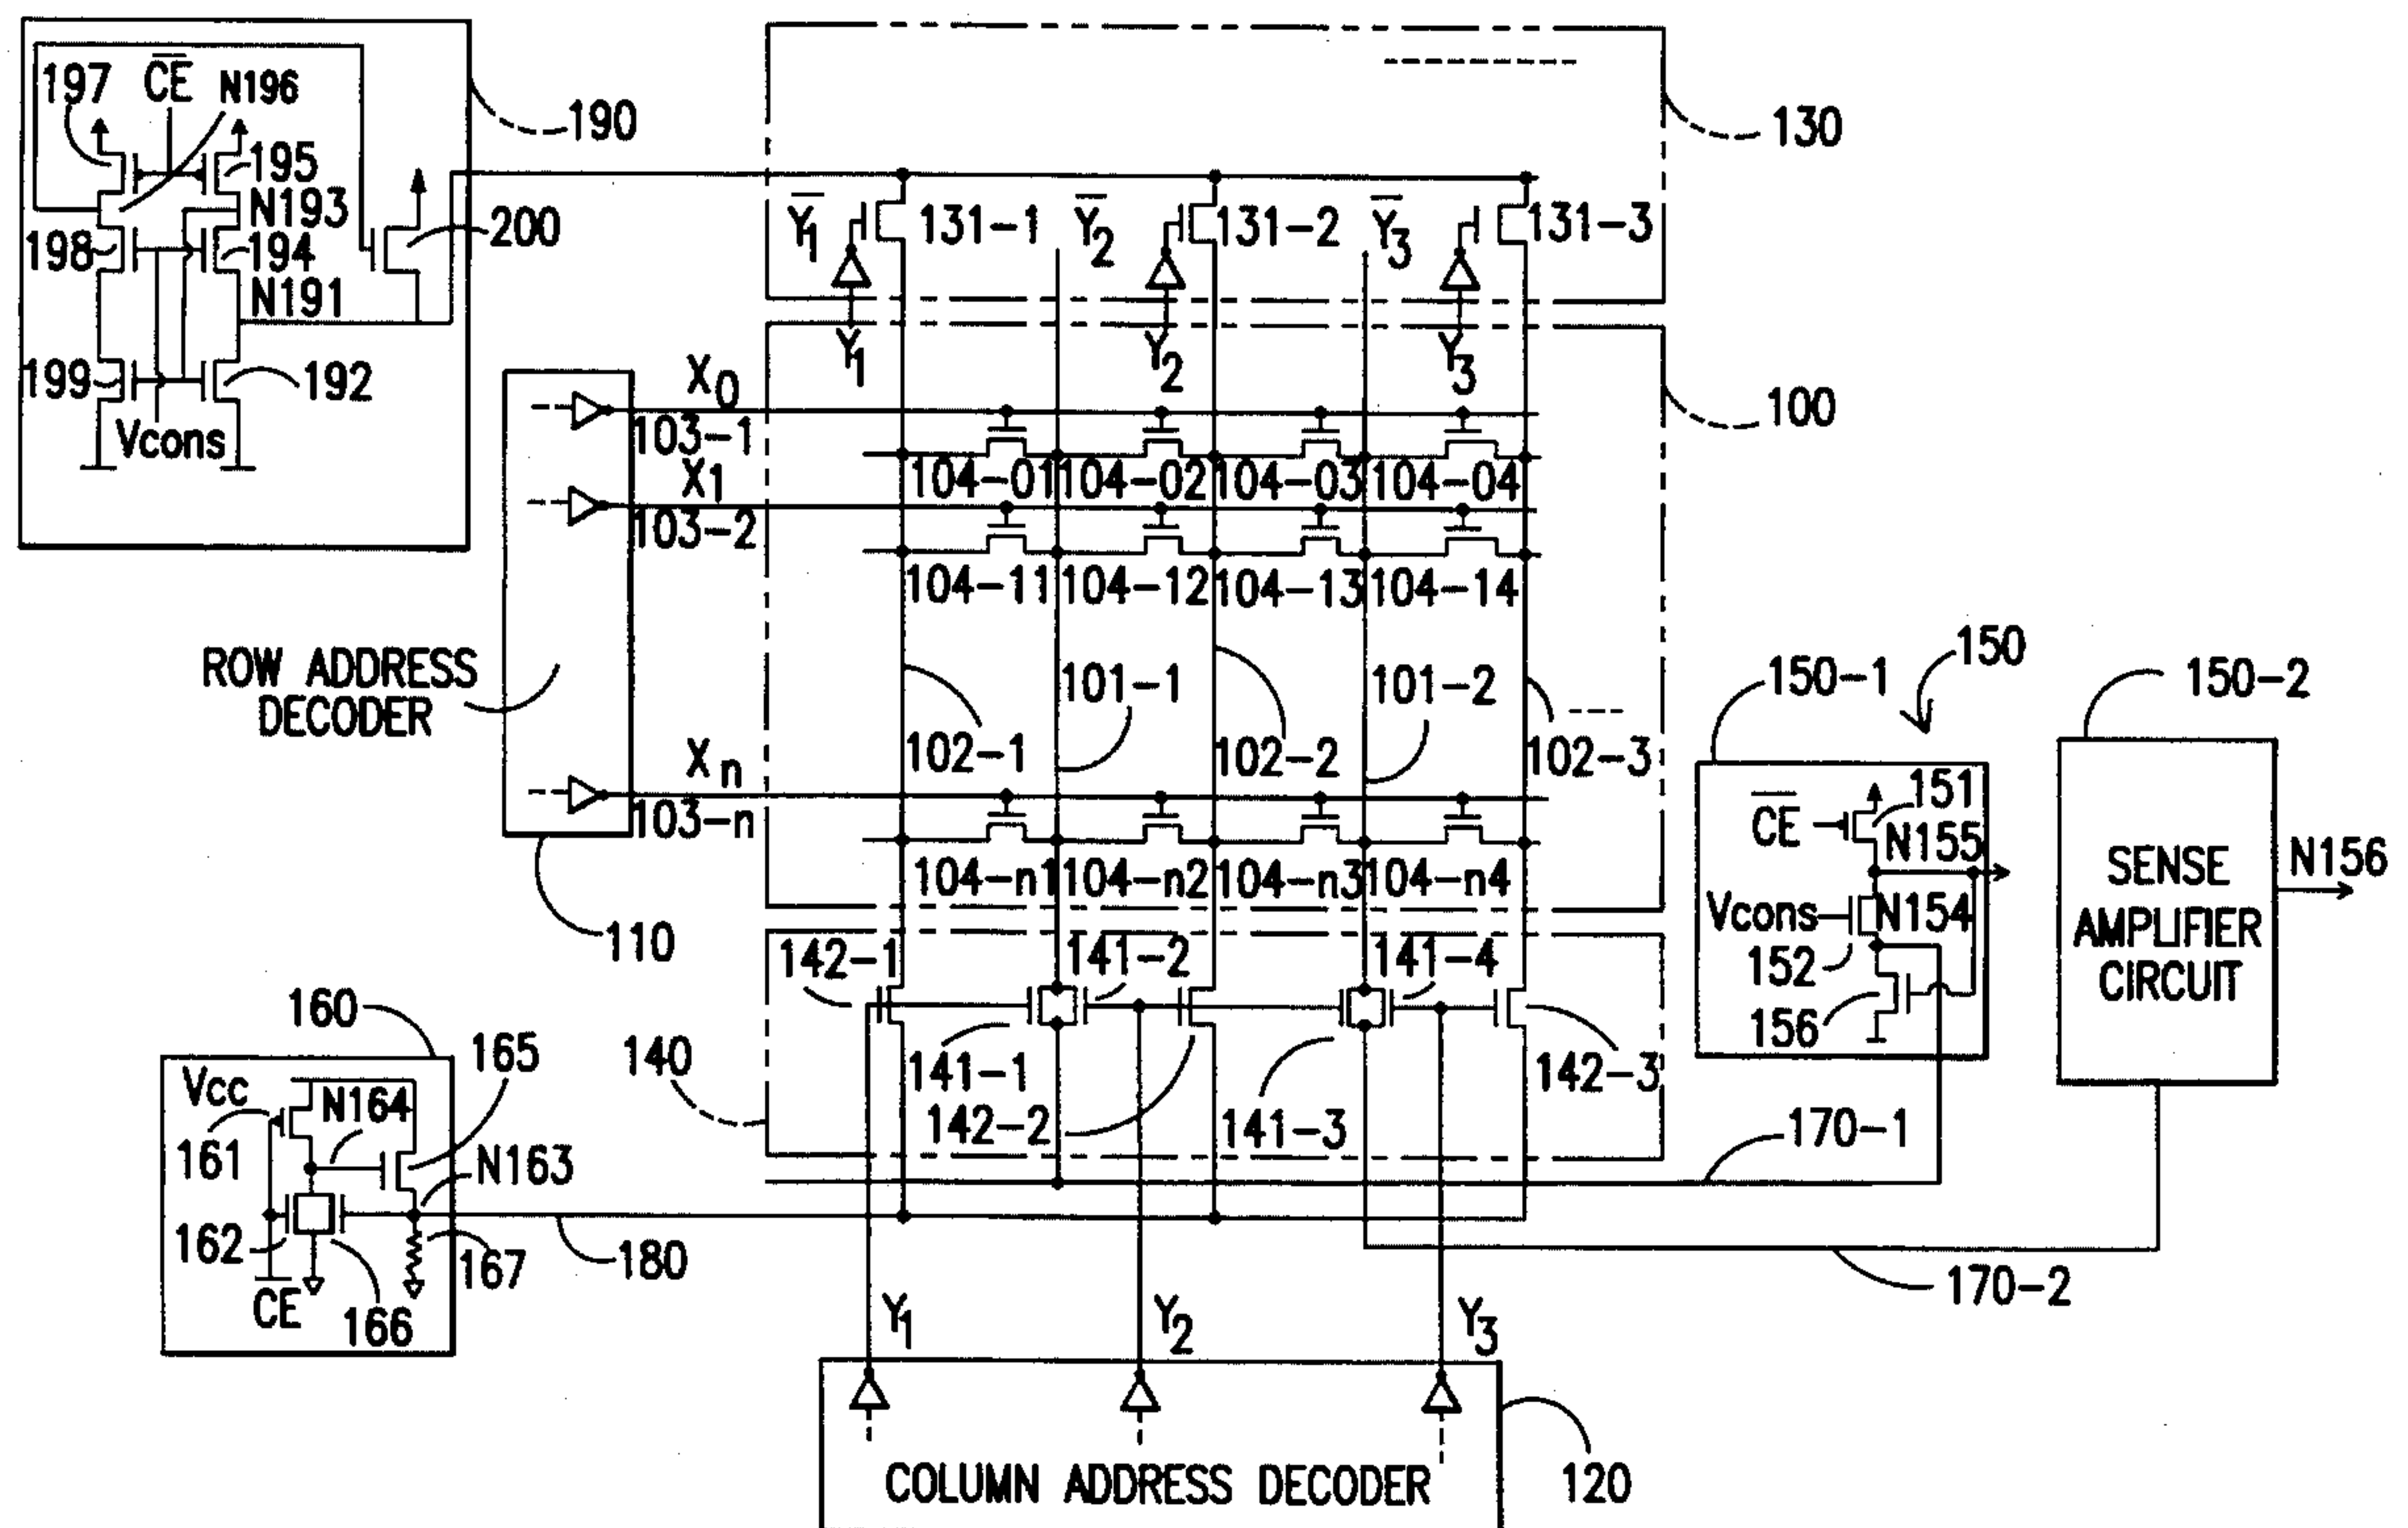 197
CE
N196
190
130
195
N193
198
194
200
N191
199
192
Vcons
Y1
131-1
Y2
131-2
Y3
131-3
Y1
Y2
Y3
100
X0
103-1
104-01
104-02
104-03
104-04
X1
103-2
104-11
104-12
104-13
104-14
ROW ADDRESS
DECODER
102-1
101-1
102-2
101-2
102-3
Xn
103-n
104-n1
104-n2
104-n3
104-n4
110
150-1
150
150-2
CE
151
N155
Vcons
N154
152
156
SENSE
AMPLIFIER
CIRCUIT
N156
142-1
141-2
141-4
140
141-1
142-2
141-3
142-3
160
165
Vcc
N164
161
N163
162
167
CE
166
180
170-1
170-2
Y1
Y2
Y3
COLUMN ADDRESS DECODER
120